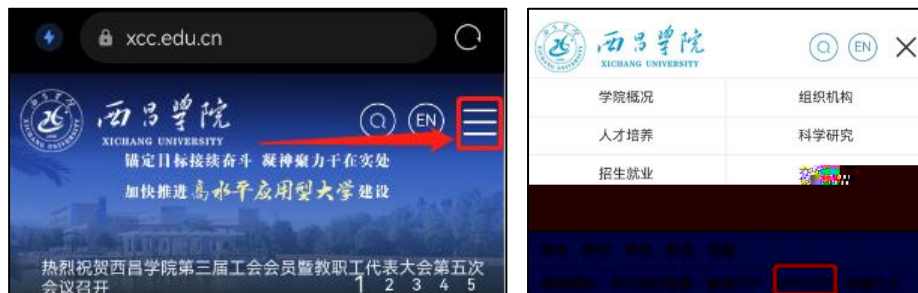 xcc.edu.cn
西昌学院
XICHANG UNIVERSITY
EN
锚定目标接续奋斗 凝神聚力干在实处
加快推进高水平应用型大学建设
热烈祝贺西昌学院第三届工会会员暨教职工代表大会第五次
会议召开
1 2 3 4 5
西昌学院
XICHANG UNIVERSITY
EN
学院概况 组织机构
人才培养 科学研究
招生就业